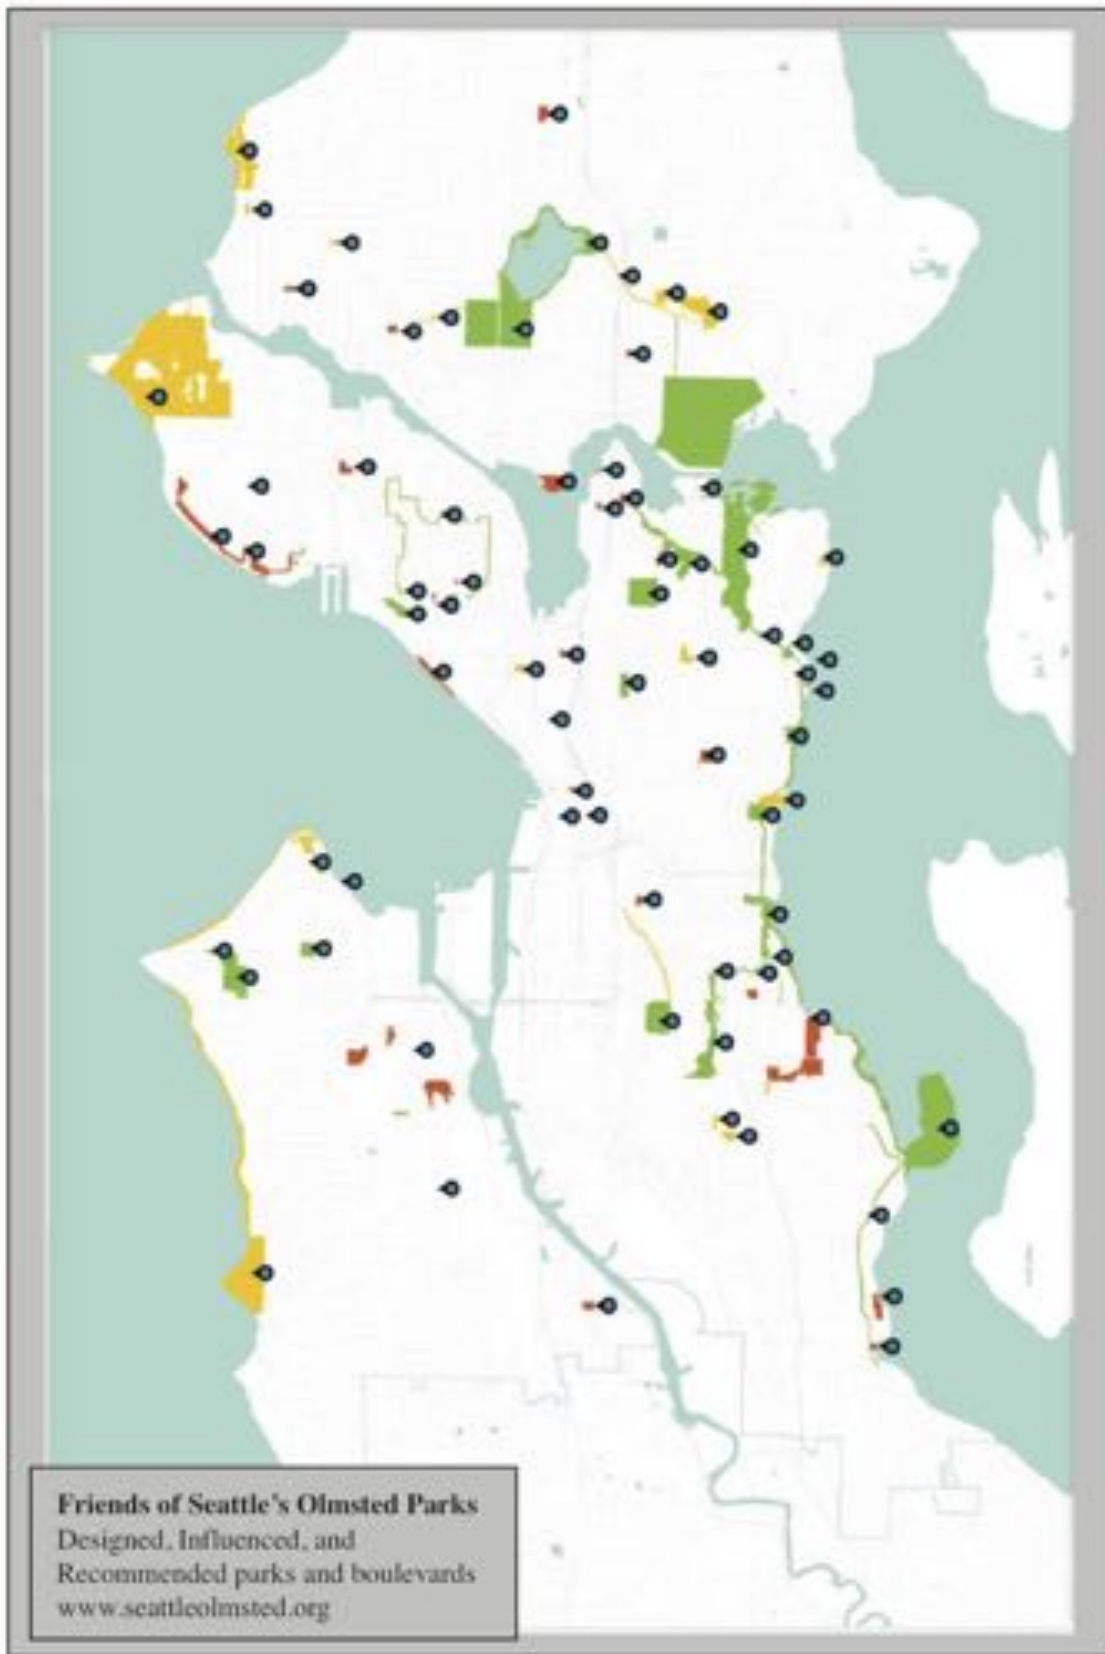 Friends of Seattle's Olmsted Parks
Designed, Influenced, and
Recommended parks and boulevards
www.seattleolmsted.org